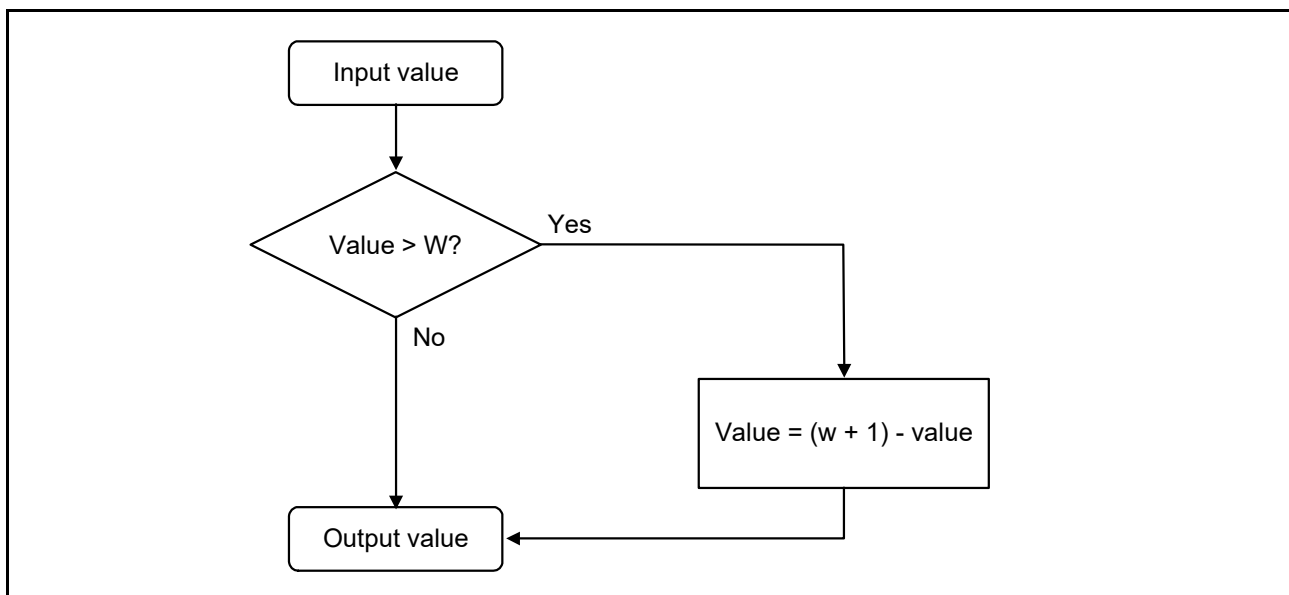 Input value
Value > W?
Yes
No
Value = (w + 1) - value
Output value